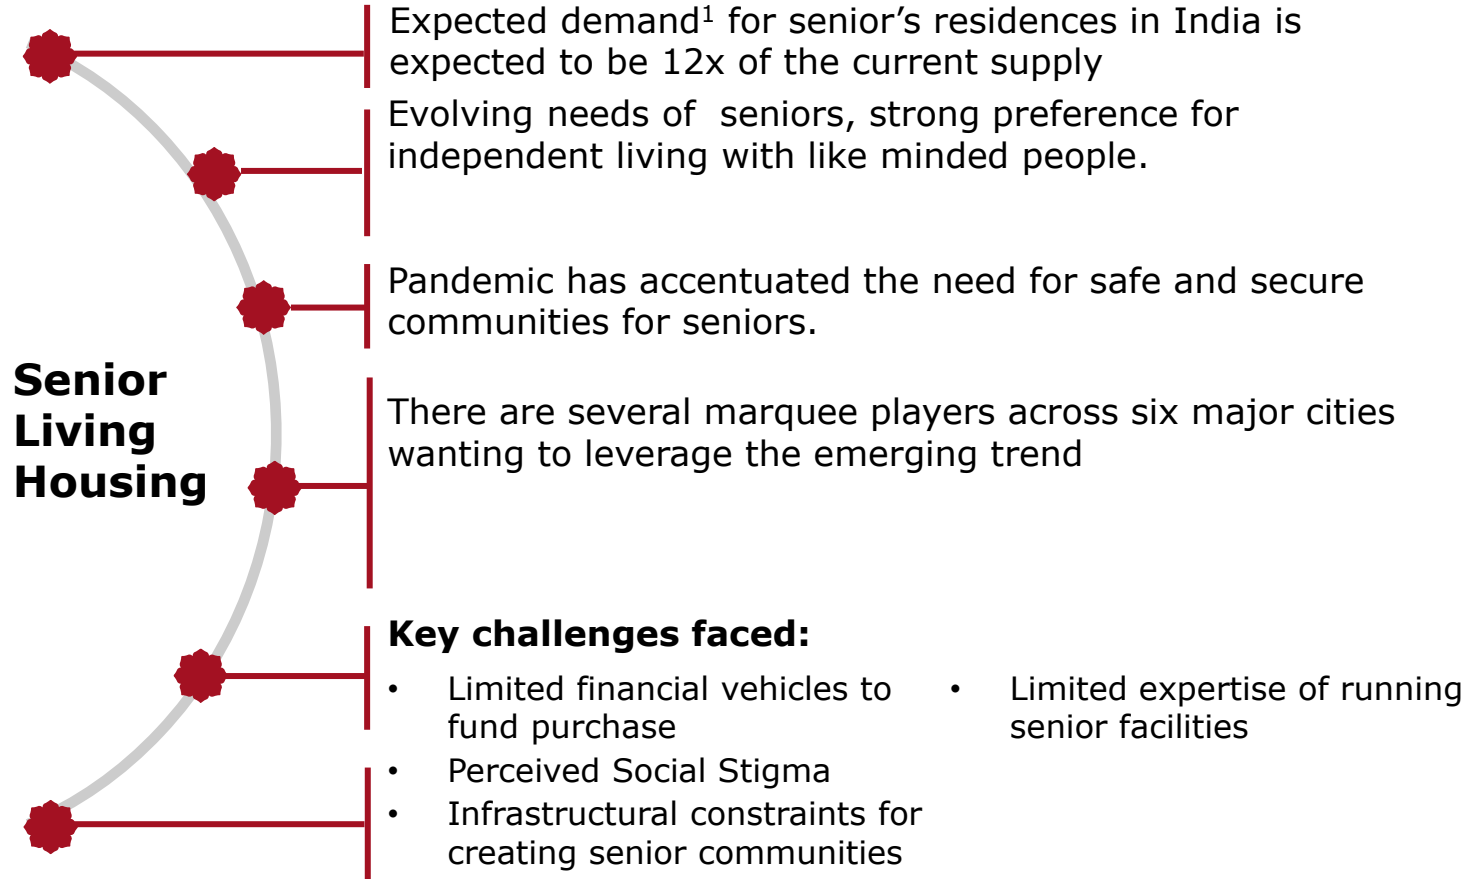 Expected demand¹ for senior’s residences in India is
expected to be 12x of the current supply
Evolving needs of  seniors, strong preference for
independent living with like minded people.
Pandemic has accentuated the need for safe and secure
communities for seniors.
Senior
Living
Housing
There are several marquee players across six major cities
wanting to leverage the emerging trend
Key challenges faced:
• Limited financial vehicles to
fund purchase
• Perceived Social Stigma
• Infrastructural constraints for
creating senior communities
• Limited expertise of running
senior facilities